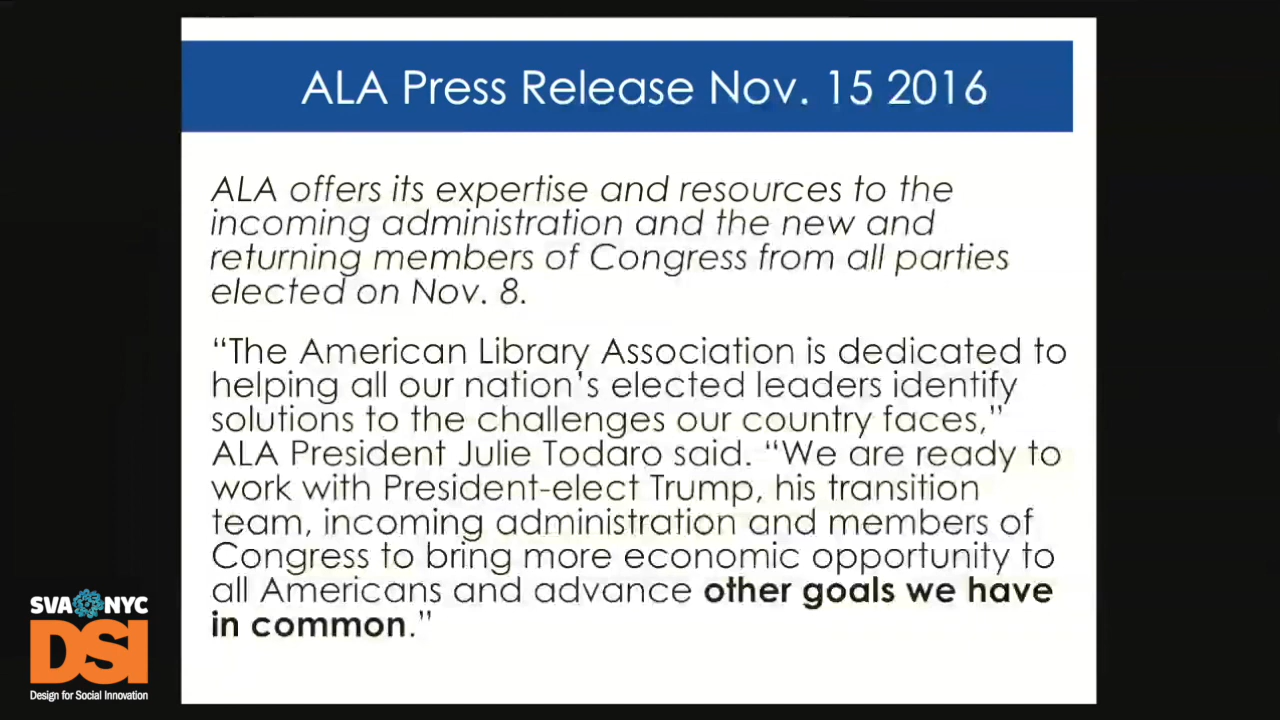 ALA Press Release Nov. 15 2016
ALA offers its expertise and resources to the
incoming administration and the new and
returning members of Congress from all parties
elected on Nov. 8.
“The American Library Association is dedicated to
helping all our nation’s elected leaders identify
solutions to the challenges our country faces,”
ALA President Julie Todaro said. “We are ready to
work with President-elect Trump, his transition
team, incoming administration and members of
Congress to bring more economic opportunity to
all Americans and advance other goals we have
in common.”
SVA NYC
DSI
Design for Social Innovation